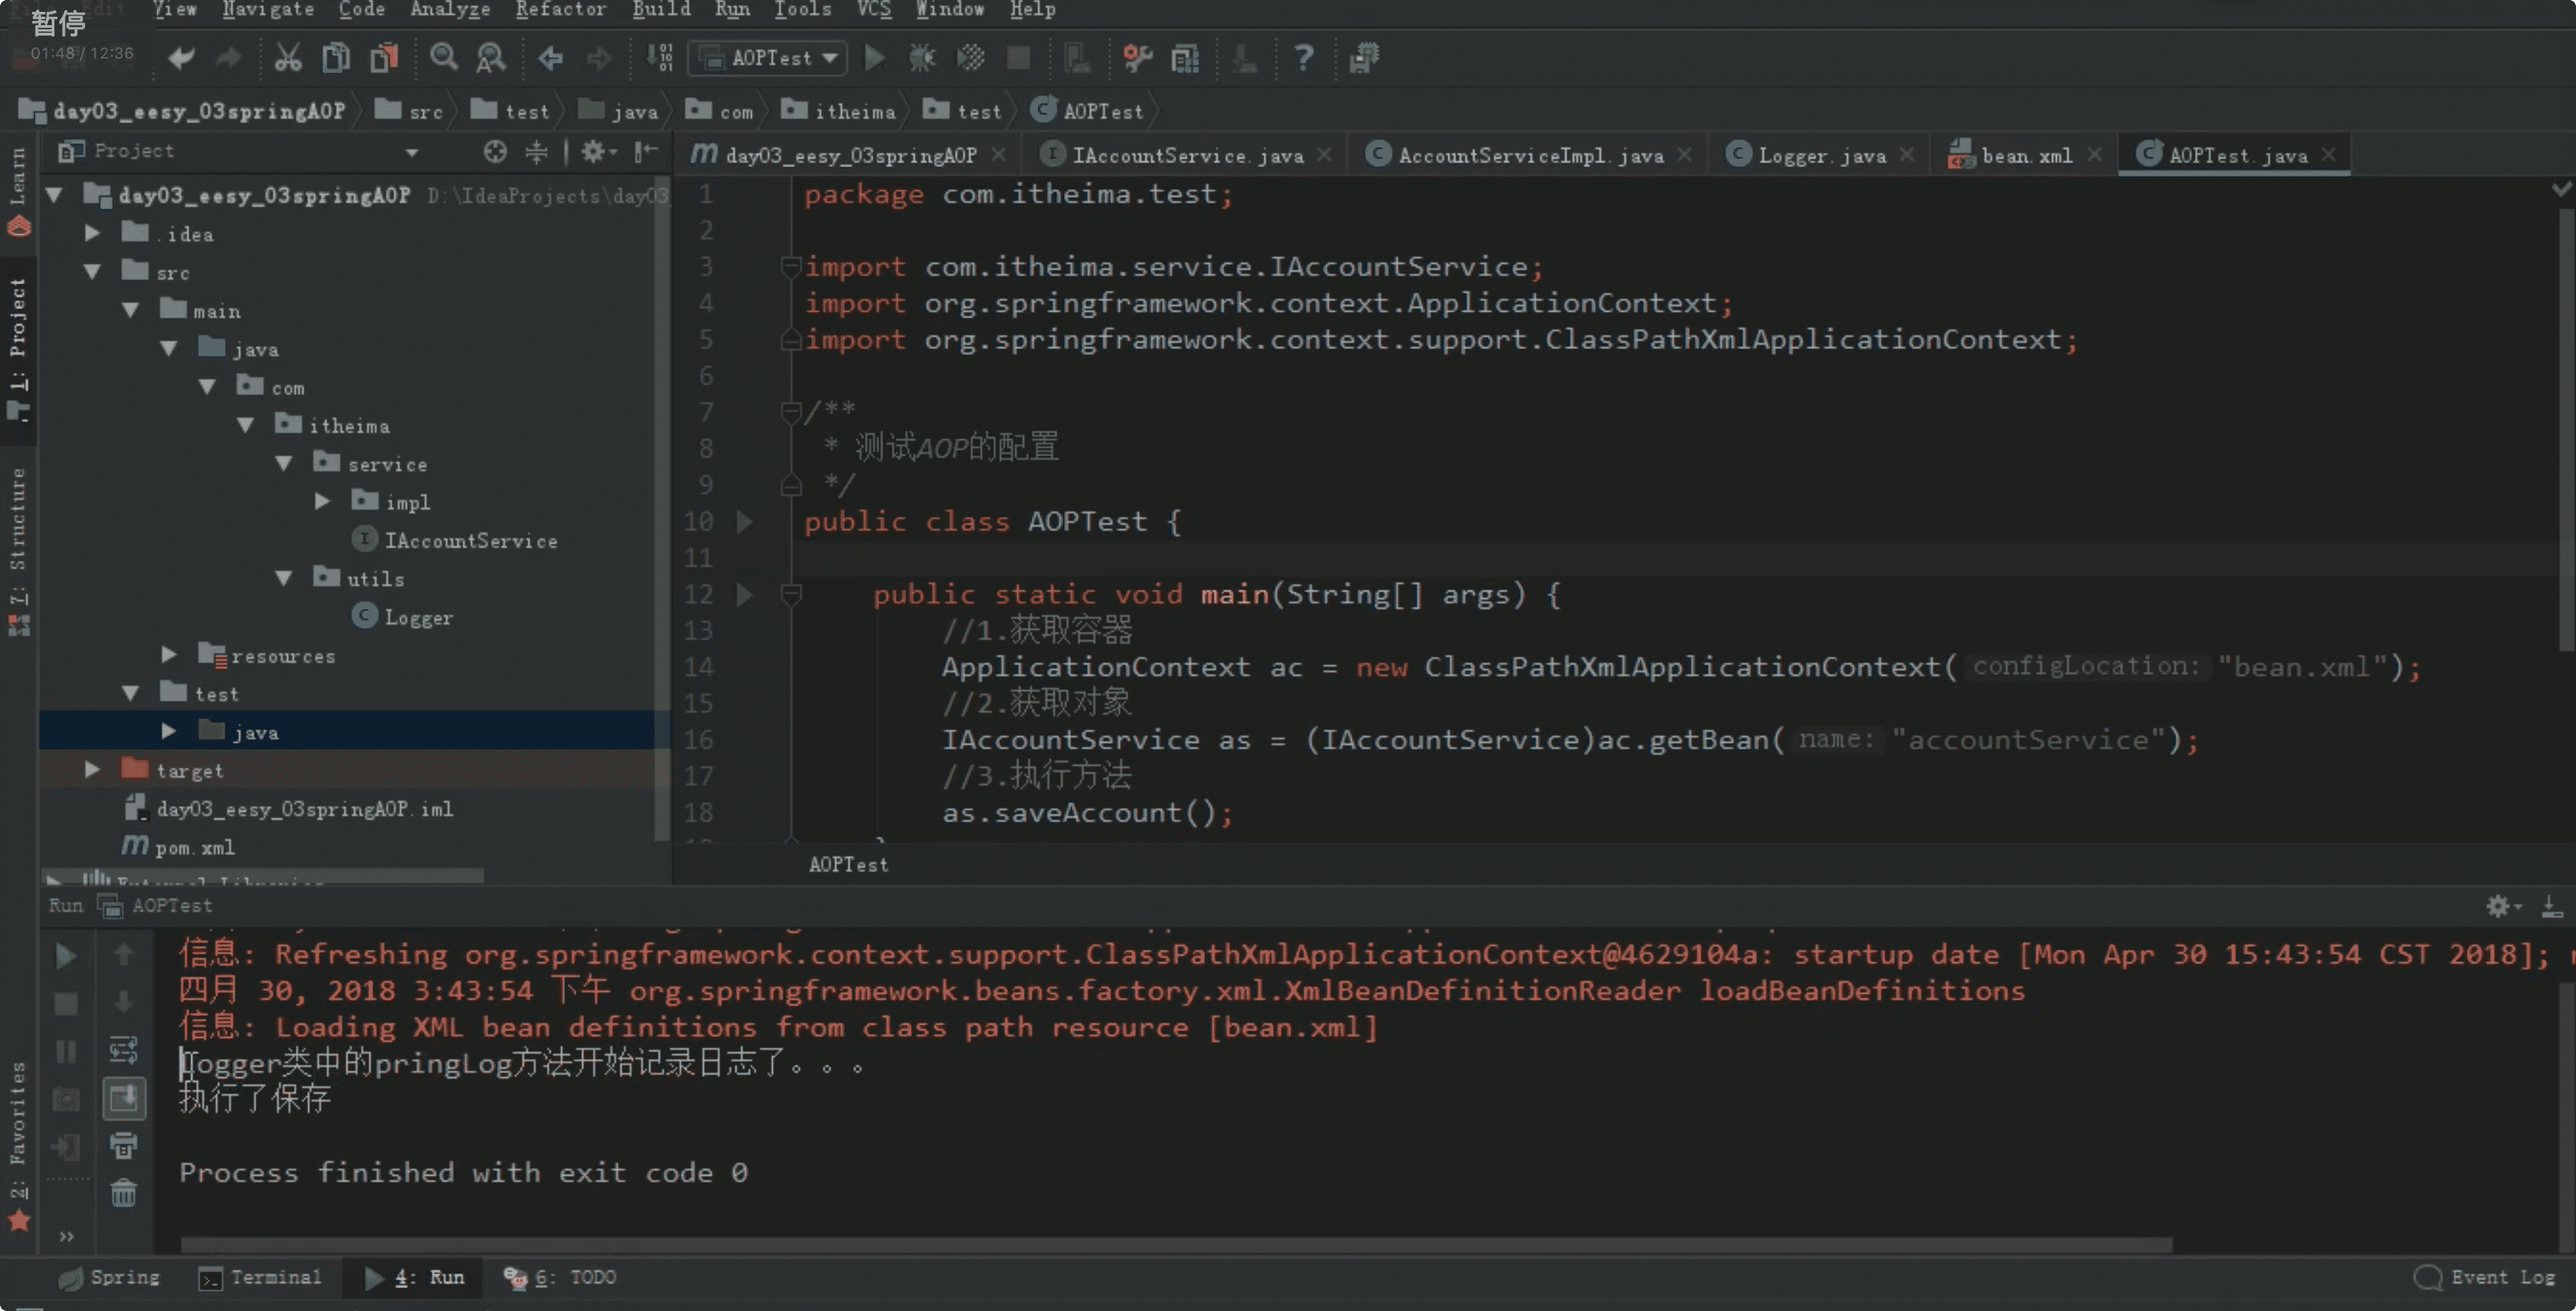 View Navigate Code Analyze Refactor Build Run Tools VCS Window Help
暂停
01:48 / 12:36
AOPTest
day03_eesy_03springAOP src test java com itheima test AOPTest
Project
day03_eesy_03springAOP IAccountService.java AccountServiceImpl.java Logger.java bean.xml AOPTest.java
Learn
1: Project
7: Structure
2: Favorites
day03_eesy_03springAOP D:\IdeaProjects\day03
.idea
src
main
java
com
itheima
service
impl
IAccountService
utils
Logger
resources
test
java
target
day03_eesy_03springAOP.iml
pom.xml
External Libraries
1 package com.itheima.test;
2
3 import com.itheima.service.IAccountService;
4 import org.springframework.context.ApplicationContext;
5 import org.springframework.context.support.ClassPathXmlApplicationContext;
6
7 /**
8 * 测试AOP的配置
9 */
10 public class AOPTest {
11
12 public static void main(String[] args) {
13 //1.获取容器
14 ApplicationContext ac = new ClassPathXmlApplicationContext( configLocation: "bean.xml");
15 //2.获取对象
16 IAccountService as = (IAccountService)ac.getBean( name: "accountService");
17 //3.执行方法
18 as.saveAccount();
AOPTest
Run AOPTest
信息: Refreshing org.springframework.context.support.ClassPathXmlApplicationContext@4629104a: startup date [Mon Apr 30 15:43:54 CST 2018];
四月 30, 2018 3:43:54 下午 org.springframework.beans.factory.xml.XmlBeanDefinitionReader loadBeanDefinitions
信息: Loading XML bean definitions from class path resource [bean.xml]
Logger类中的pringLog方法开始记录日志了。。。
执行了保存
Process finished with exit code 0
Spring Terminal 4: Run 6: TODO Event Log